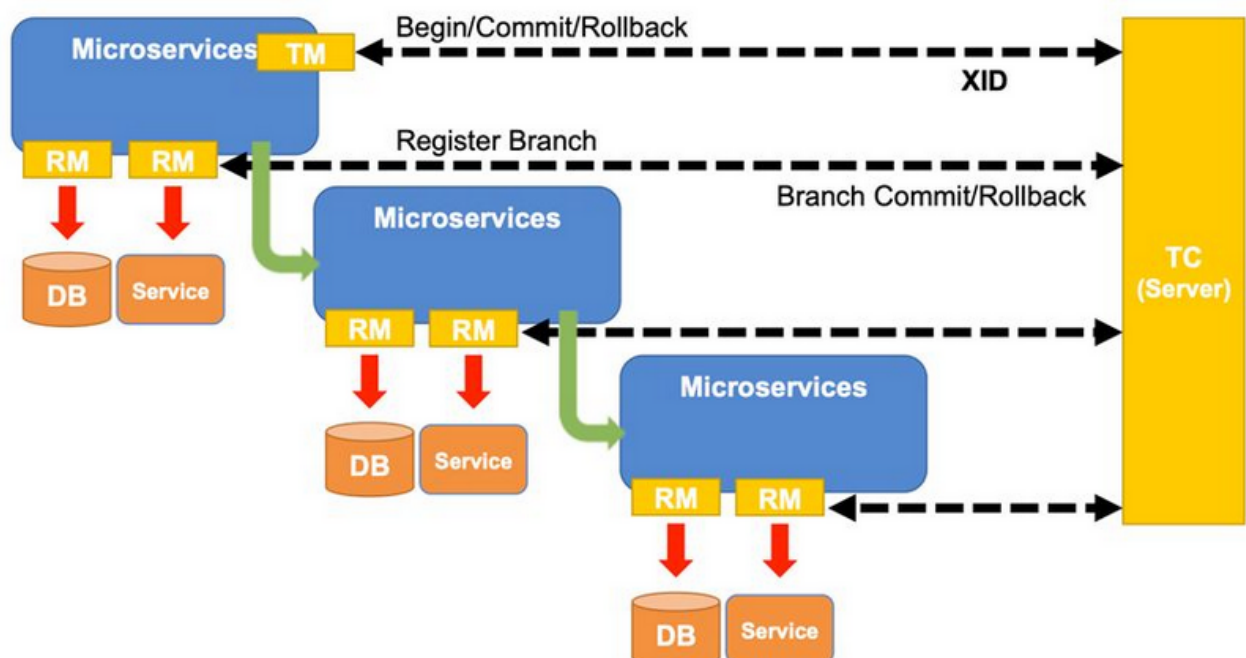 Microservices
TM
Begin/Commit/Rollback
XID
RM
RM
Register Branch
Branch Commit/Rollback
TC
(Server)
DB
Service
Microservices
RM
RM
DB
Service
Microservices
RM
RM
DB
Service